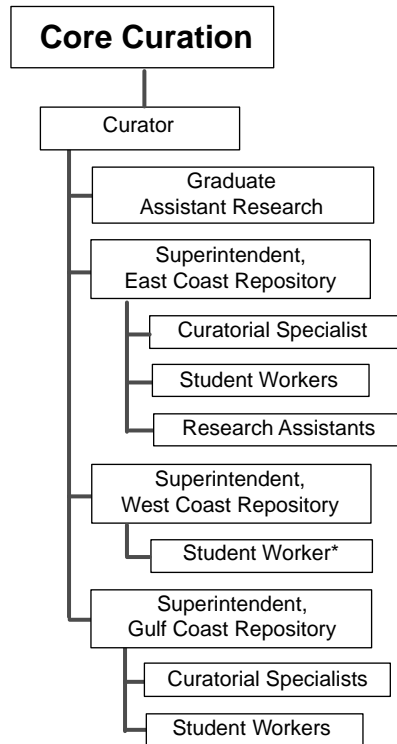 Core Curation
Curator
Graduate
Assistant Research
Superintendent,
East Coast Repository
Curatorial Specialist
Student Workers
Research Assistants
Superintendent,
West Coast Repository
Student Worker*
Superintendent,
Gulf Coast Repository
Curatorial Specialists
Student Workers